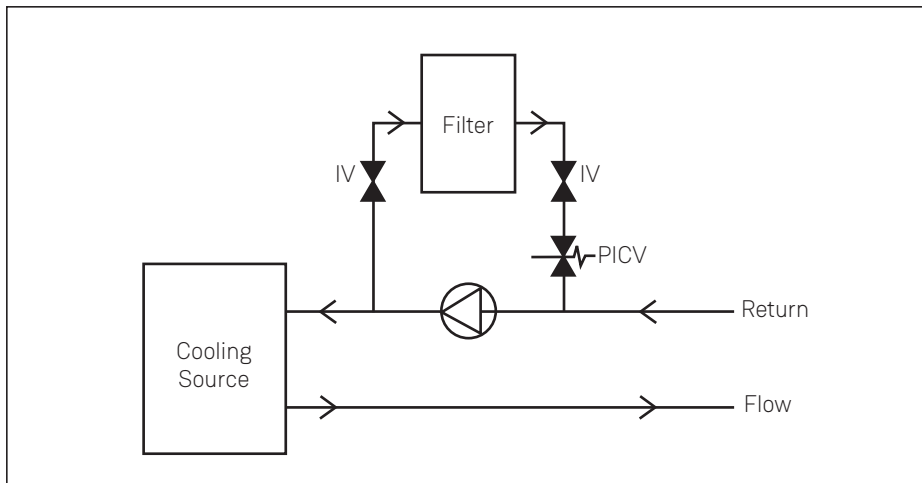 Filter
IV
IV
PICV
Return
Cooling
Source
Flow